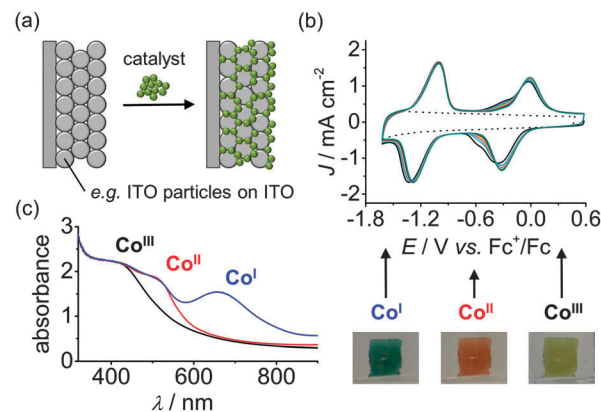 (a)
catalyst
e.g. ITO particles on ITO
(b)
J / mA cm⁻²
2
1
0
-1
-2
-1.6 -1.2 -0.6 0.0 0.6
E / V vs. Fc⁺/Fc
Coᴵ Coᴵᴵ Coᴵᴵᴵ
(c)
absorbance
3
2
1
0
Coᴵᴵᴵ
Coᴵᴵ
Coᴵ
400 600 800
λ / nm